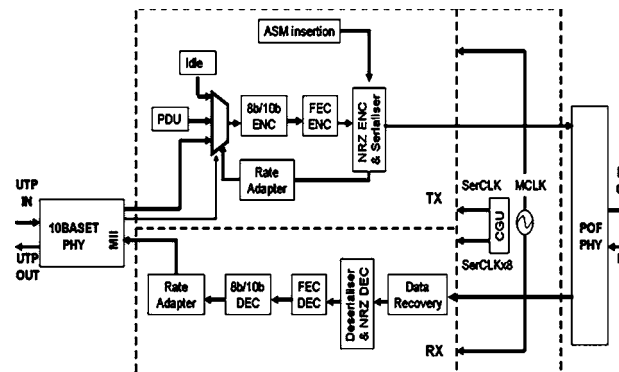 ASM insertion
Idle
PDU
8b/10b
ENC
FEC
ENC
NRZ ENC
& Serialiser
Rate
Adapter
UTP
IN
10BASET
PHY
MII
UTP
OUT
TX
SerCLK
MCLK
CGU
SerCLKx8
POF
PHY
Rate
Adapter
8b/10b
DEC
FEC
DEC
Deserialiser
& NRZ DEC
Data
Recovery
RX